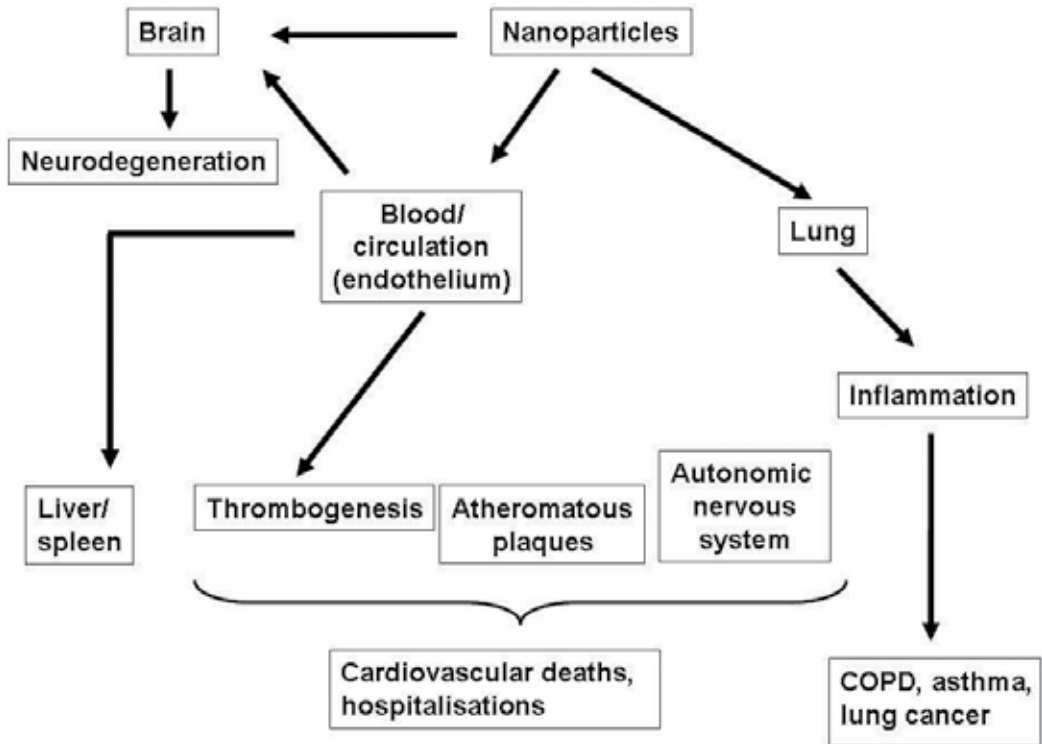 Brain
Nanoparticles
Neurodegeneration
Blood/
circulation
(endothelium)
Lung
Inflammation
Liver/
spleen
Thrombogenesis
Atheromatous
plaques
Autonomic
nervous
system
Cardiovascular deaths,
hospitalisations
COPD, asthma,
lung cancer